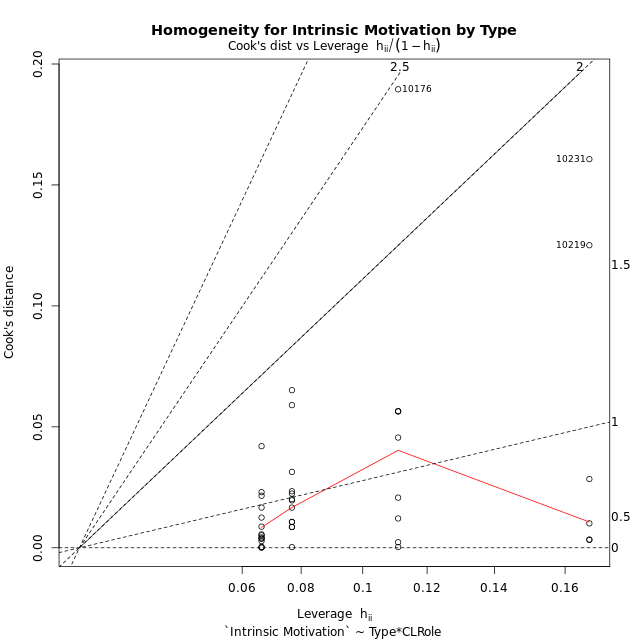 Homogeneity for Intrinsic Motivation by Type
Cook's dist vs Leverage  hᵢᵢ/(1 − hᵢᵢ)
2.5
2
10176
10231
10219
1.5
1
0.5
0
0.20
0.15
0.10
0.05
0.00
Cook's distance
0.06 0.08 0.1 0.12 0.14 0.16
Leverage  hᵢᵢ
`Intrinsic Motivation` ~ Type*CLRole